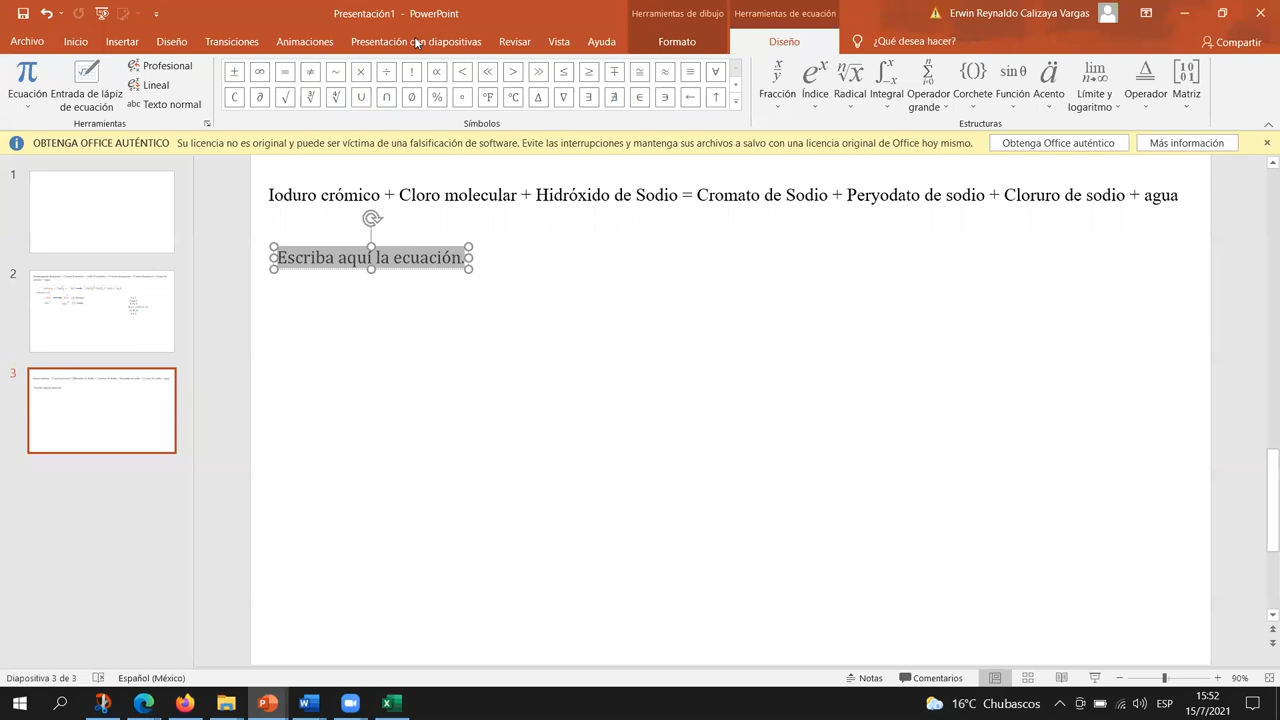 Presentación1 - PowerPoint
Herramientas de dibujo
Herramientas de ecuación
Erwin Reynaldo Calizaya Vargas
Archivo Inicio Insertar Diseño Transiciones Animaciones Presentación con diapositivas Revisar Vista Ayuda Formato Diseño ¿Qué desea hacer? Compartir
π Ecuación
Entrada de lápiz de ecuación
Profesional
Lineal
abc Texto normal
Herramientas
± ∞ = ≠ ~ × ÷ ! ∝ < ≪ > ≫ ≤ ≥ ∓ ≅ ≈ ≡ ∀
∁ ∂ √ ∛ ∜ ∪ ∩ ∅ % ° °F °C ∆ ∇ ∃ ∄ ∈ ∋ ← ↑
Símbolos
Fracción Índice Radical Integral Operador grande Corchete Función Acento Límite y logaritmo Operador Matriz
Estructuras
OBTENGA OFFICE AUTÉNTICO Su licencia no es original y puede ser víctima de una falsificación de software. Evite las interrupciones y mantenga sus archivos a salvo con una licencia original de Office hoy mismo. Obtenga Office auténtico Más información
1
2
3
Ioduro crómico + Cloro molecular + Hidróxido de Sodio = Cromato de Sodio + Peryodato de sodio + Cloruro de sodio + agua
Escriba aquí la ecuación.
Diapositiva 3 de 3 Español (México) Notas Comentarios 90%
16°C Chubascos ESP 15:52
15/7/2021